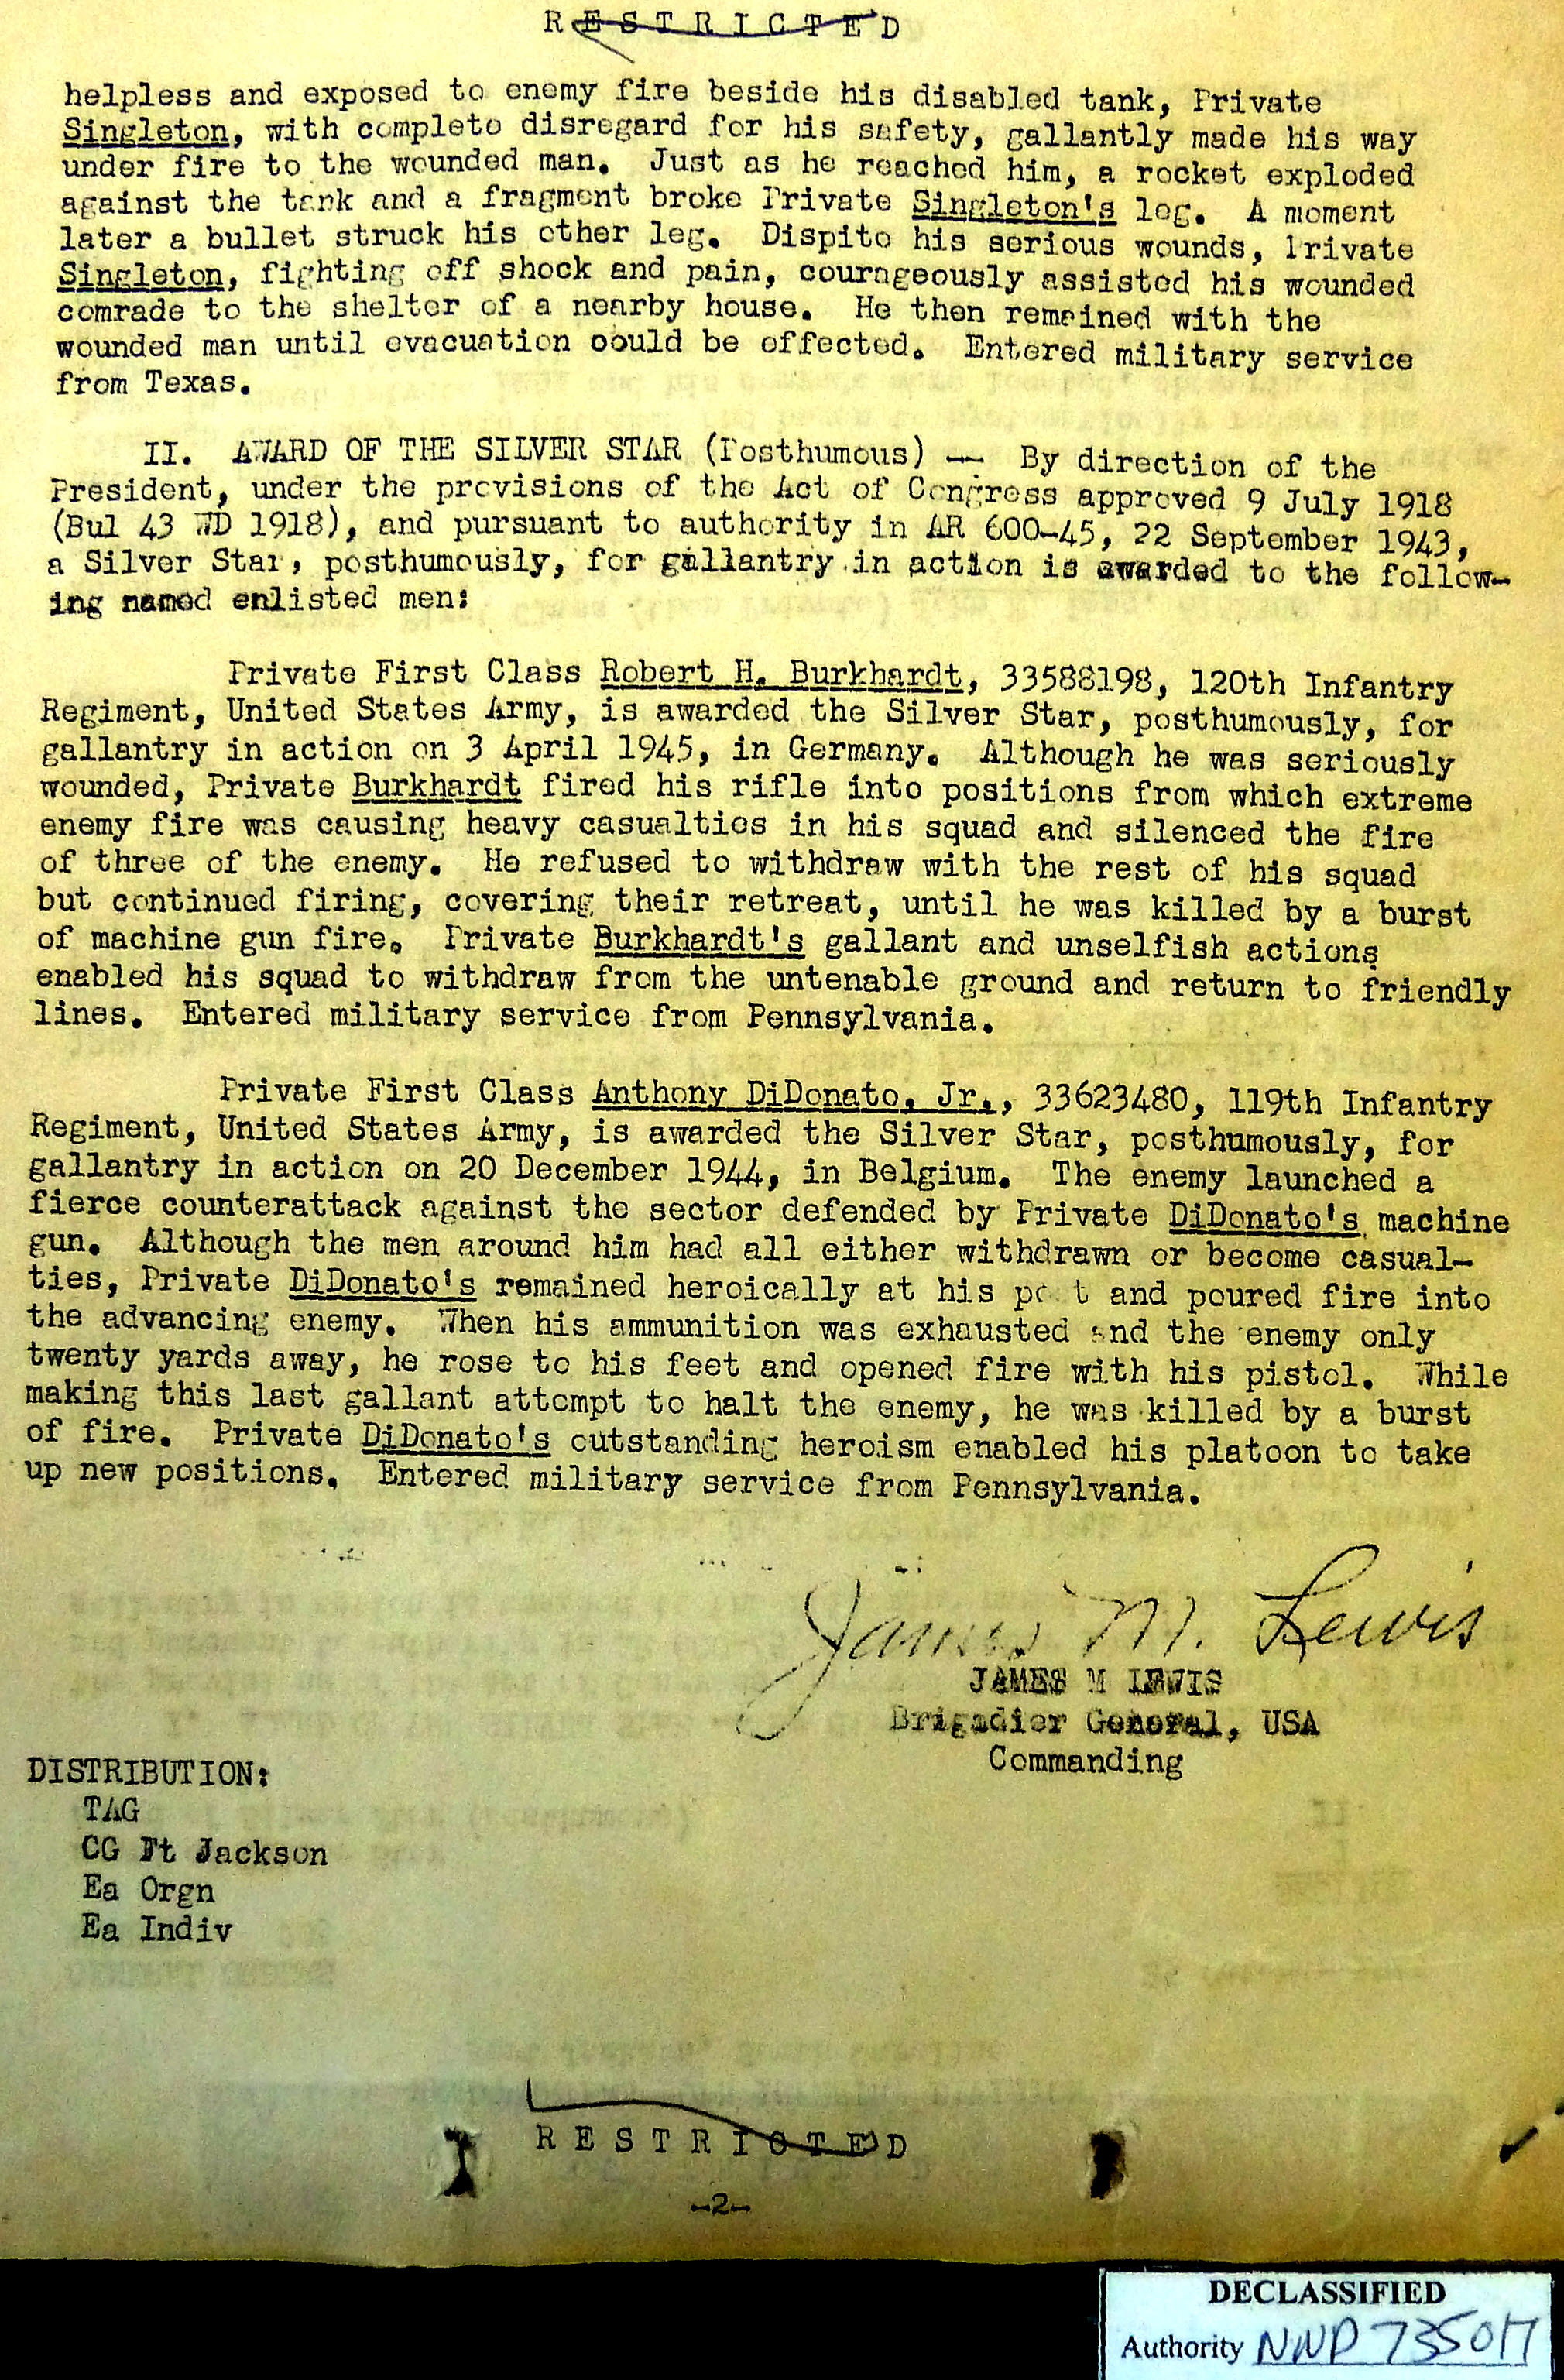 RESTRICTED
helpless and exposed to enemy fire beside his disabled tank, Private
Singleton, with complete disregard for his safety, gallantly made his way
under fire to the wounded man. Just as he reached him, a rocket exploded
against the tank and a fragment broke Private Singleton's leg. A moment
later a bullet struck his other leg. Dispite his serious wounds, Private
Singleton, fighting off shock and pain, courageously assisted his wounded
comrade to the shelter of a nearby house. He then remained with the
wounded man until evacuation could be effected. Entered military service
from Texas.
II. AWARD OF THE SILVER STAR (Posthumous) -- By direction of the
President, under the provisions of the Act of Congress approved 9 July 1918
(Bul 43 WD 1918), and pursuant to authority in AR 600-45, 22 September 1943,
a Silver Star, posthumously, for gallantry in action is awarded to the follow-
ing named enlisted men:
Private First Class Robert H. Burkhardt, 33588198, 120th Infantry
Regiment, United States Army, is awarded the Silver Star, posthumously, for
gallantry in action on 3 April 1945, in Germany. Although he was seriously
wounded, Private Burkhardt fired his rifle into positions from which extreme
enemy fire was causing heavy casualties in his squad and silenced the fire
of three of the enemy. He refused to withdraw with the rest of his squad
but continued firing, covering their retreat, until he was killed by a burst
of machine gun fire. Private Burkhardt's gallant and unselfish actions
enabled his squad to withdraw from the untenable ground and return to friendly
lines. Entered military service from Pennsylvania.
Private First Class Anthony DiDonato, Jr., 33623480, 119th Infantry
Regiment, United States Army, is awarded the Silver Star, posthumously, for
gallantry in action on 20 December 1944, in Belgium. The enemy launched a
fierce counterattack against the sector defended by Private DiDonato's machine
gun. Although the men around him had all either withdrawn or become casual-
ties, Private DiDonato's remained heroically at his post and poured fire into
the advancing enemy. When his ammunition was exhausted and the enemy only
twenty yards away, he rose to his feet and opened fire with his pistol. While
making this last gallant attempt to halt the enemy, he was killed by a burst
of fire. Private DiDonato's outstanding heroism enabled his platoon to take
up new positions. Entered military service from Pennsylvania.
James M. Lewis
JAMES M LEWIS
Brigadier General, USA
Commanding
DISTRIBUTION:
TAG
CG Ft Jackson
Ea Orgn
Ea Indiv
RESTRICTED
-2-
DECLASSIFIED
Authority NND 735017